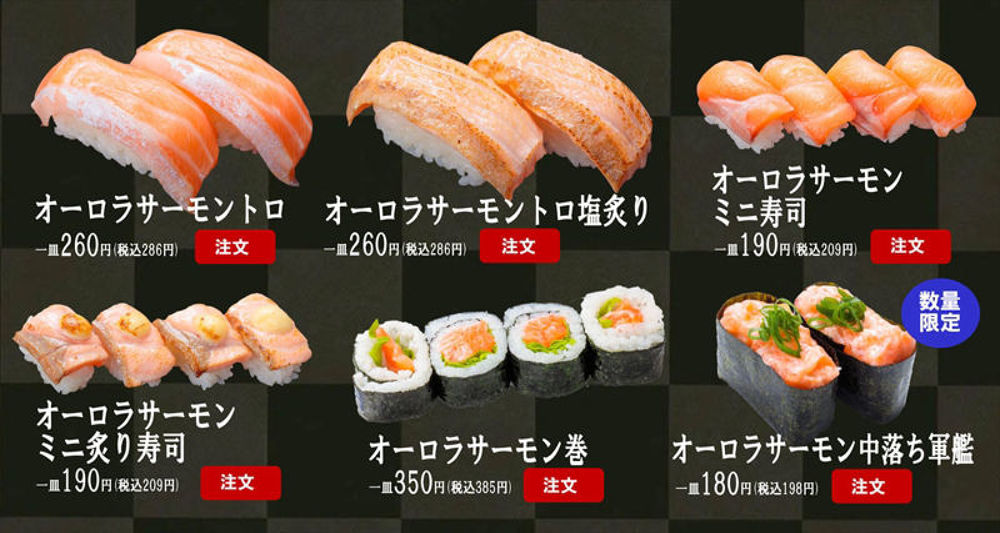 オーロラサーモントロ
一皿260円(税込286円)
注文
オーロラサーモントロ塩炙り
一皿260円(税込286円)
注文
オーロラサーモン
ミニ寿司
一皿190円(税込209円)
注文
オーロラサーモン
ミニ炙り寿司
一皿190円(税込209円)
注文
オーロラサーモン巻
一皿350円(税込385円)
注文
数量
限定
オーロラサーモン中落ち軍艦
一皿180円(税込198円)
注文